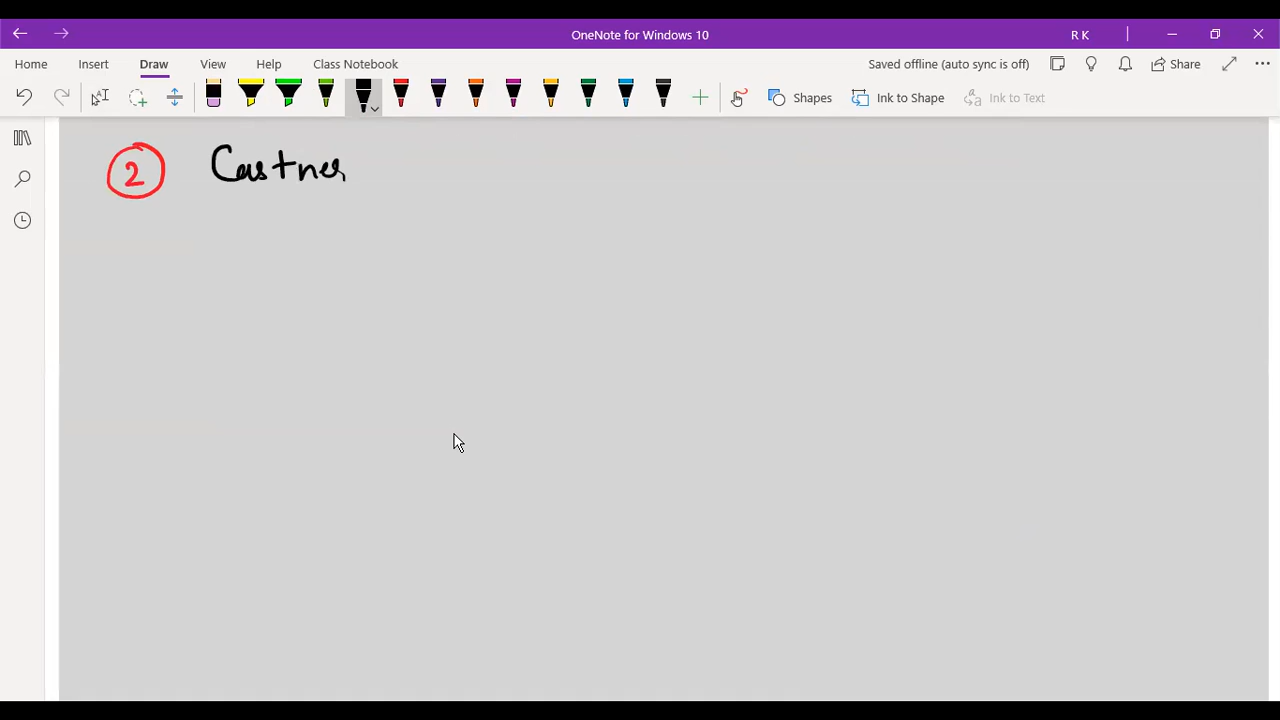 OneNote for Windows 10
R K
Home Insert Draw View Help Class Notebook
Saved offline (auto sync is off) Share
Shapes Ink to Shape Ink to Text
2 Castner